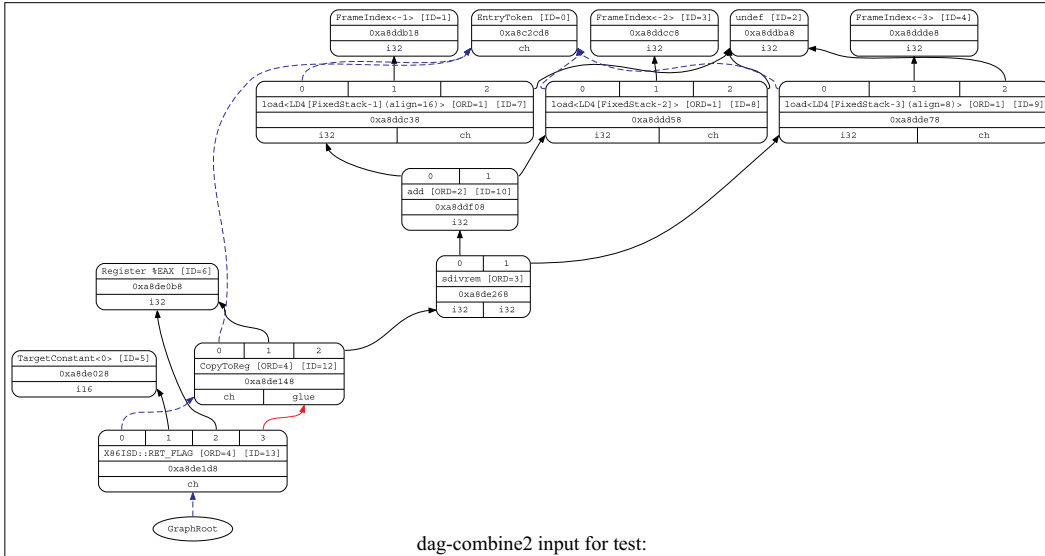 FrameIndex<-1> [ID=1]
0xa8ddb18
i32
EntryToken [ID=0]
0xa8c2cd8
ch
FrameIndex<-2> [ID=3]
0xa8ddcc8
i32
undef [ID=2]
0xa8ddba8
i32
FrameIndex<-3> [ID=4]
0xa8ddde8
i32
0 1 2
load<LD4[FixedStack-1](align=16)> [ORD=1] [ID=7]
0xa8ddc38
i32 ch
0 1 2
load<LD4[FixedStack-2]> [ORD=1] [ID=8]
0xa8ddd58
i32 ch
0 1 2
load<LD4[FixedStack-3](align=8)> [ORD=1] [ID=9]
0xa8dde78
i32 ch
0 1
add [ORD=2] [ID=10]
0xa8ddf08
i32
0 1
sdivrem [ORD=3]
0xa8de268
i32 i32
Register %EAX [ID=6]
0xa8de0b8
i32
0 1 2
CopyToReg [ORD=4] [ID=12]
0xa8de148
ch glue
TargetConstant<0> [ID=5]
0xa8de028
i16
0 1 2 3
X86ISD::RET_FLAG [ORD=4] [ID=13]
0xa8de1d8
ch
GraphRoot
dag-combine2 input for test: